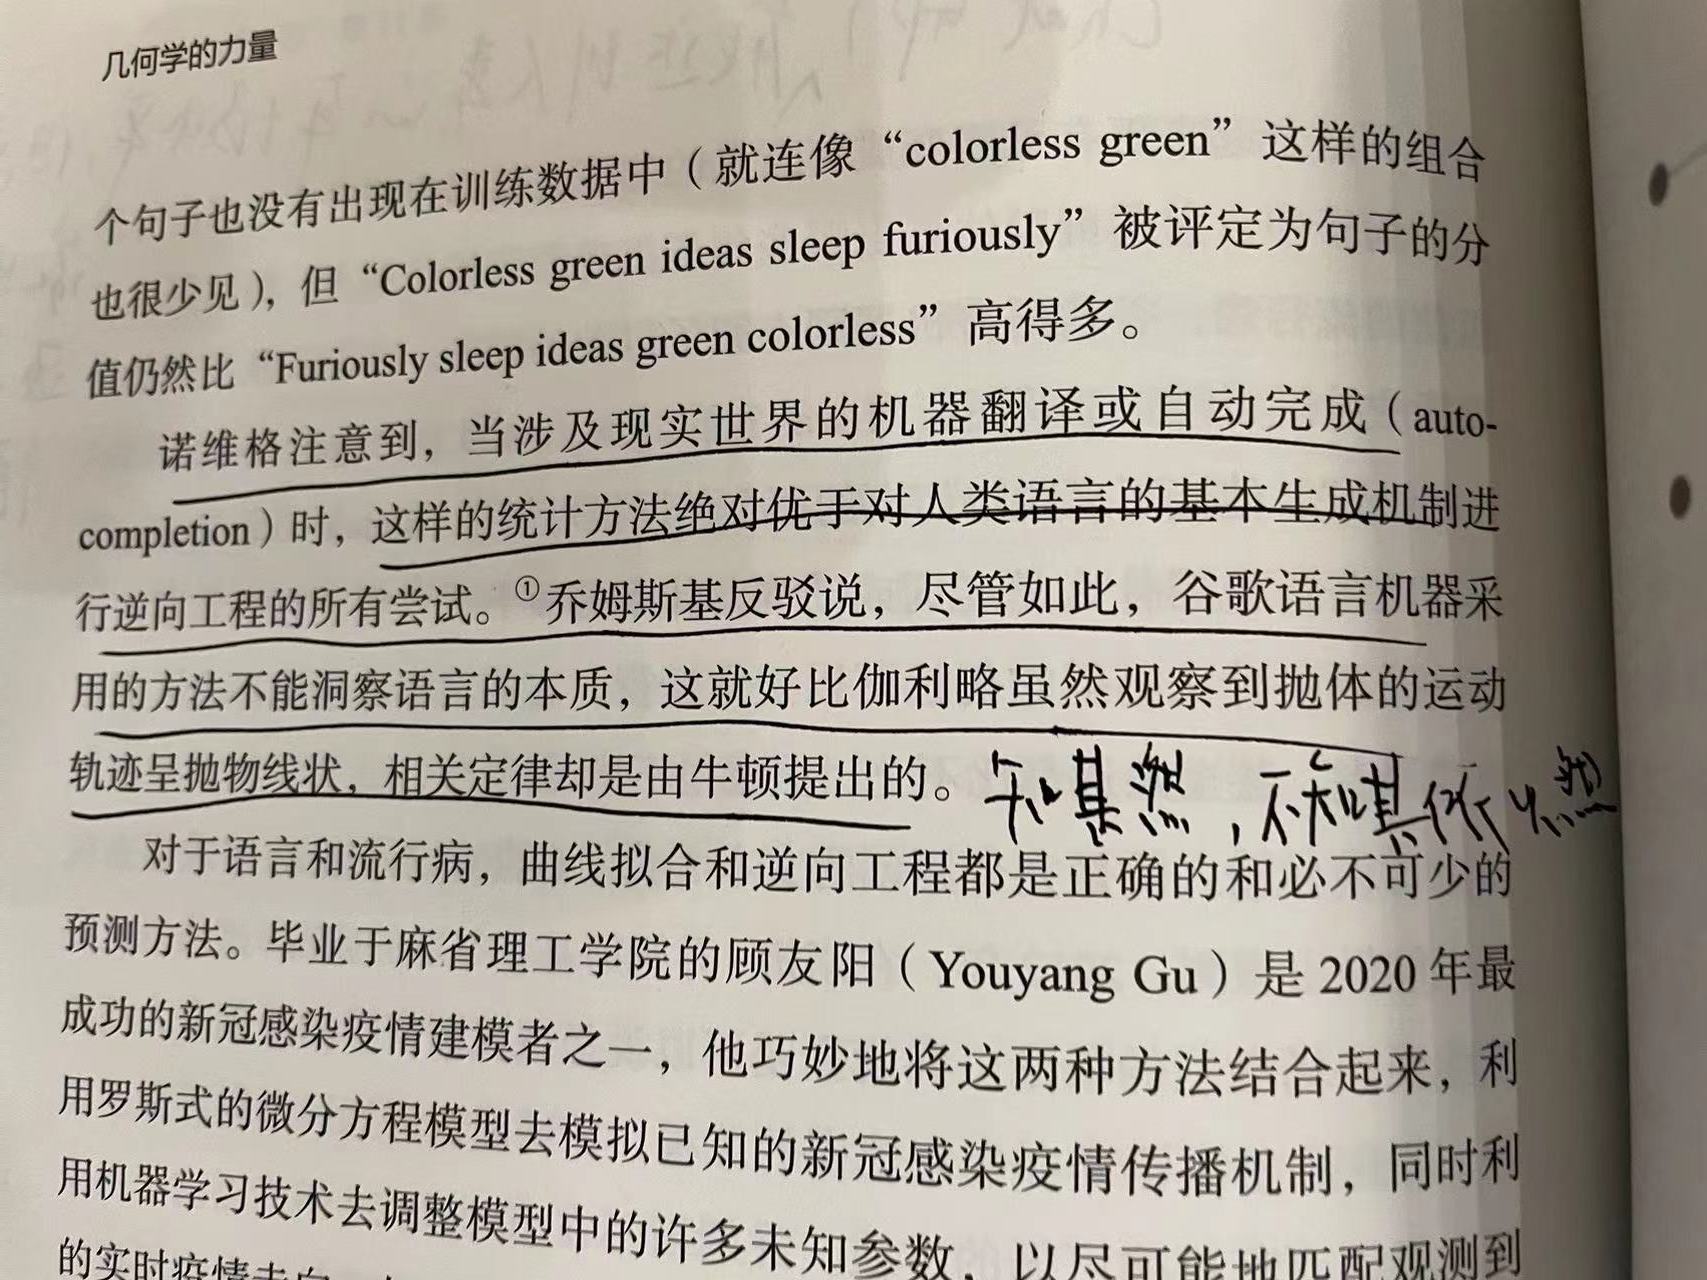 几何学的力量
个句子也没有出现在训练数据中（就连像“colorless green”这样的组合
也很少见），但“Colorless green ideas sleep furiously”被评定为句子的分
值仍然比“Furiously sleep ideas green colorless”高得多。
诺维格注意到，当涉及现实世界的机器翻译或自动完成（auto-
completion）时，这样的统计方法绝对优于对人类语言的基本生成机制进
行逆向工程的所有尝试。①乔姆斯基反驳说，尽管如此，谷歌语言机器采
用的方法不能洞察语言的本质，这就好比伽利略虽然观察到抛体的运动
轨迹呈抛物线状，相关定律却是由牛顿提出的。知其然，不知其所以然
对于语言和流行病，曲线拟合和逆向工程都是正确的和必不可少的
预测方法。毕业于麻省理工学院的顾友阳（Youyang Gu）是2020年最
成功的新冠感染疫情建模者之一，他巧妙地将这两种方法结合起来，利
用罗斯式的微分方程模型去模拟已知的新冠感染疫情传播机制，同时利
用机器学习技术去调整模型中的许多未知参数，以尽可能地匹配观测到
的实时疫情